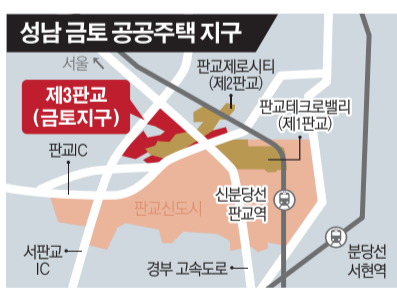 성남 금토 공공주택 지구
서울
판교제로시티
(제2판교)
제3판교
(금토지구)
판교테크로밸리
(제1판교)
판교IC
판교신도시
신분당선
판교역
서판교
IC
경부 고속도로
분당선
서현역